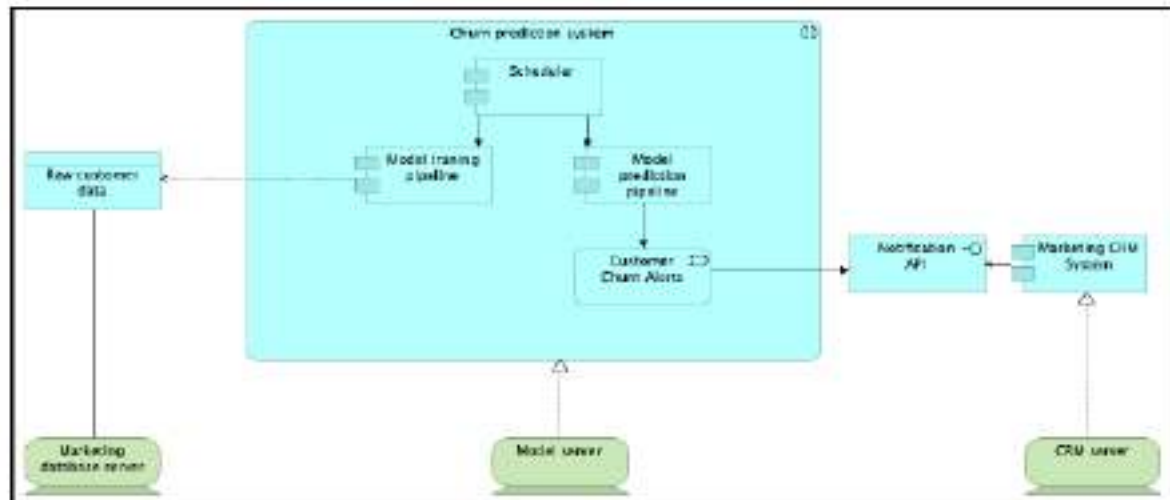 Churn prediction system
Scheduler
Model traning
pipeline
Model
prediction
pipeline
Raw customer
data
Customer
Churn Alerts
Notification
API
Marketing CRM
System
Marketing
database server
Model server
CRM server